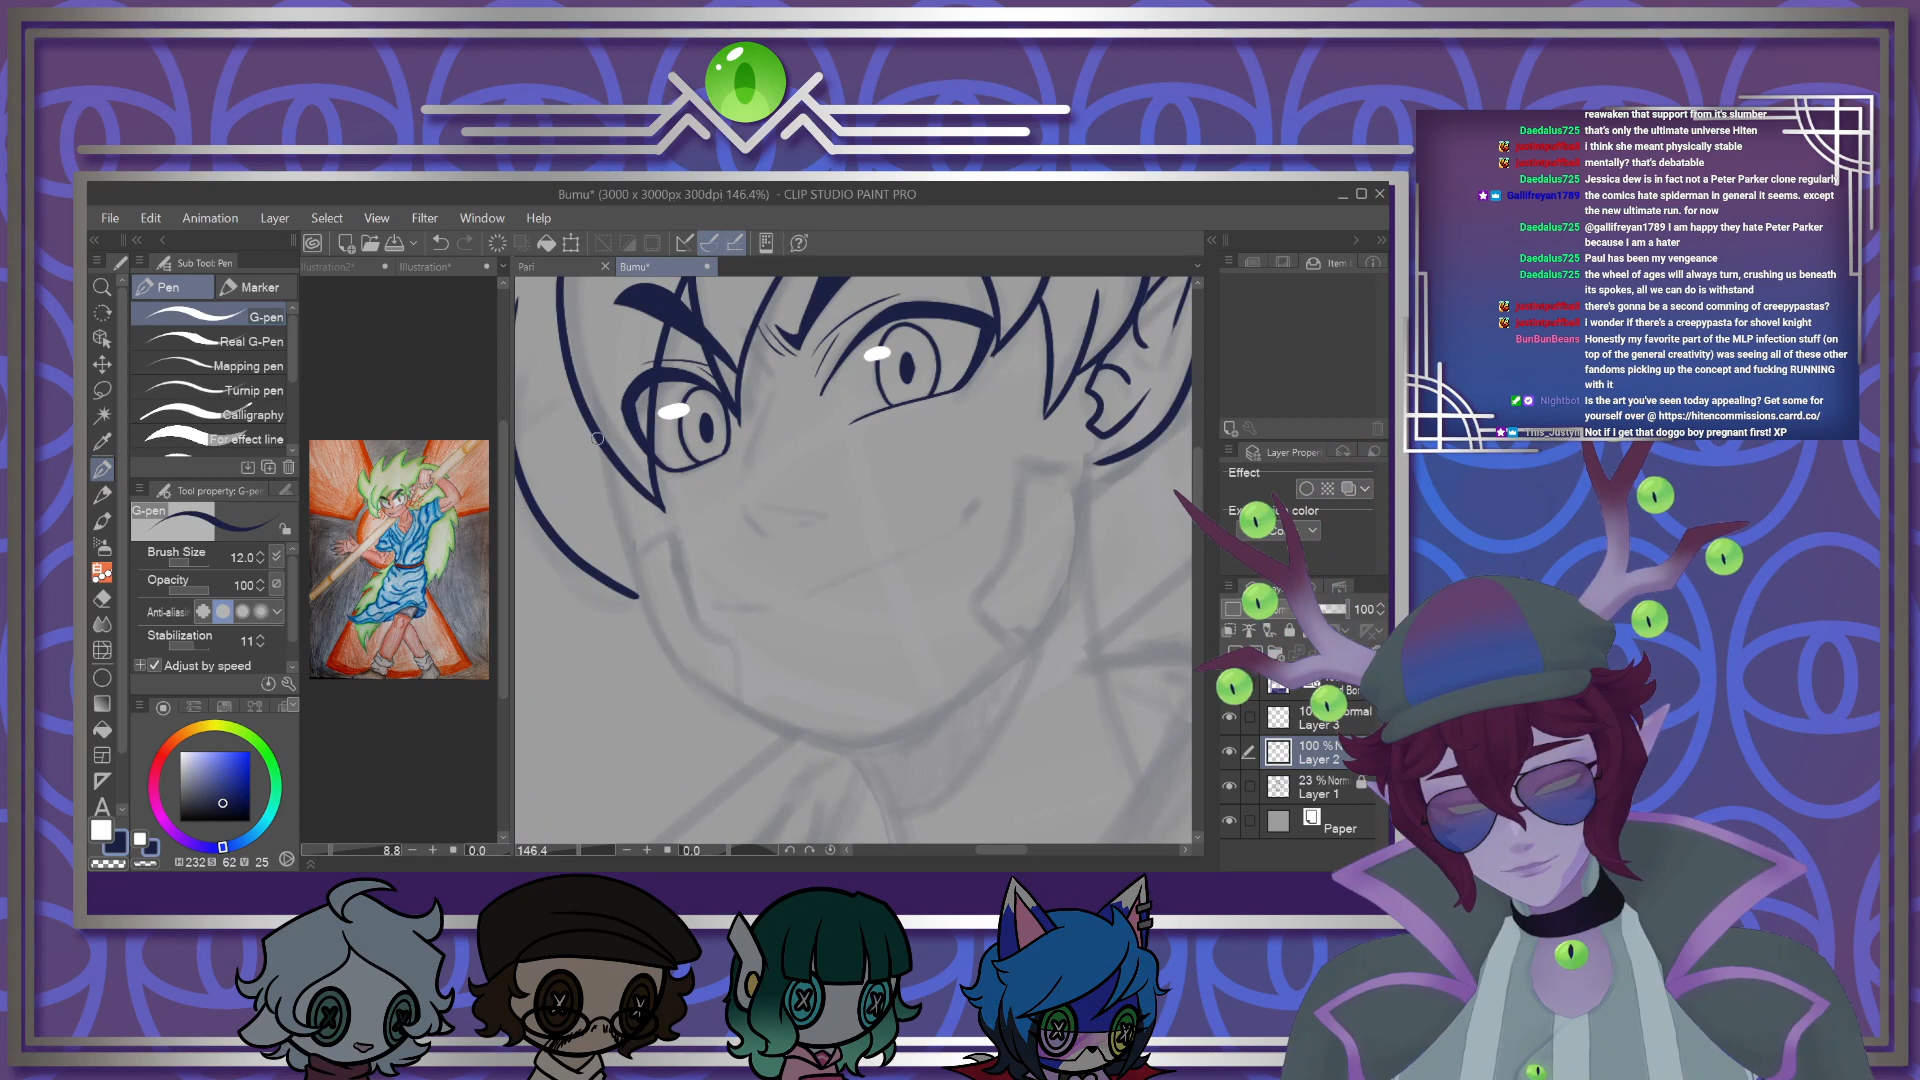 Bumu* (3000 x 3000px 300dpi 146.4%) - CLIP STUDIO PAINT PRO
File Edit Animation Layer Select View Filter Window Help
Sub Tool: Pen
Pen Marker
G-pen
Real G-Pen
Mapping pen
Turnip pen
Calligraphy
For effect line
Tool property: G-pen
G-pen
Brush Size 12.0
Opacity 100
Anti-aliasin
Stabilization 11
Adjust by speed
H 232 S 62 V 25
lustration2* Illustration* Pari Bumu*
8.8 0.0
146.4 0.0
Item
Layer Proper
Effect
100
Layer 3
100 % N
Layer 2
23 % Norm
Layer 1
Paper
reawaken that support from it's slumber
Daedalus725 that's only the ultimate universe Hiten
i think she meant physically stable
mentally? that's debatable
Daedalus725 Jessica dew is in fact not a Peter Parker clone regularly
Gallifreyan1789 the comics hate spiderman in general it seems. except
the new ultimate run. for now
Daedalus725 @gallifreyan1789 I am happy they hate Peter Parker
because I am a hater
Daedalus725 Paul has been my vengeance
Daedalus725 the wheel of ages will always turn, crushing us beneath
its spokes, all we can do is withstand
there's gonna be a second comming of creepypastas?
i wonder if there's a creepypasta for shovel knight
BunBunBeans Honestly my favorite part of the MLP infection stuff (on
top of the general creativity) was seeing all of these other
fandoms picking up the concept and fucking RUNNING
with it
Nightbot Is the art you've seen today appealing? Get some for
yourself over @ https://hitencommissions.carrd.co/
This_Justyn Not if I get that doggo boy pregnant first! XP